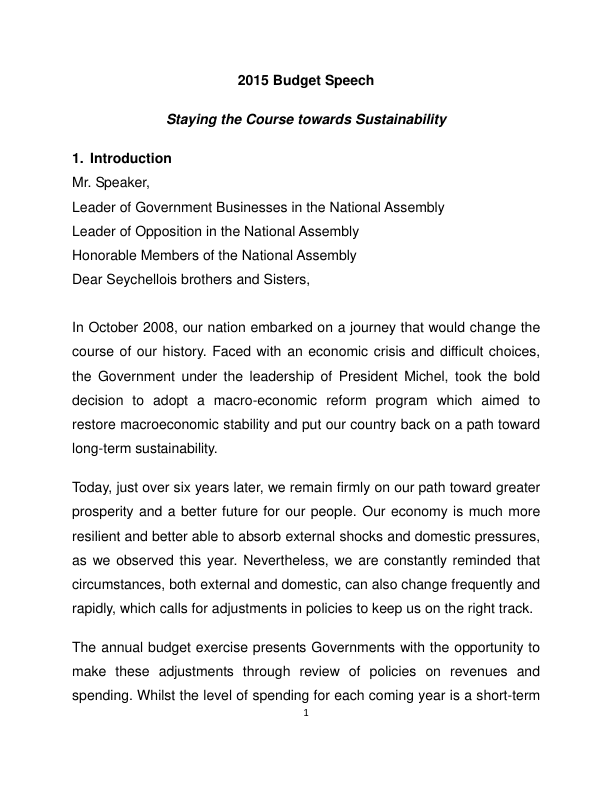 2015 Budget Speech
Staying the Course towards Sustainability
1. Introduction
Mr. Speaker,
Leader of Government Businesses in the National Assembly
Leader of Opposition in the National Assembly
Honorable Members of the National Assembly
Dear Seychellois brothers and Sisters,
In October 2008, our nation embarked on a journey that would change the
course of our history. Faced with an economic crisis and difficult choices,
the Government under the leadership of President Michel, took the bold
decision to adopt a macro-economic reform program which aimed to
restore macroeconomic stability and put our country back on a path toward
long-term sustainability.
Today, just over six years later, we remain firmly on our path toward greater
prosperity and a better future for our people. Our economy is much more
resilient and better able to absorb external shocks and domestic pressures,
as we observed this year. Nevertheless, we are constantly reminded that
circumstances, both external and domestic, can also change frequently and
rapidly, which calls for adjustments in policies to keep us on the right track.
The annual budget exercise presents Governments with the opportunity to
make these adjustments through review of policies on revenues and
spending. Whilst the level of spending for each coming year is a short-term
1